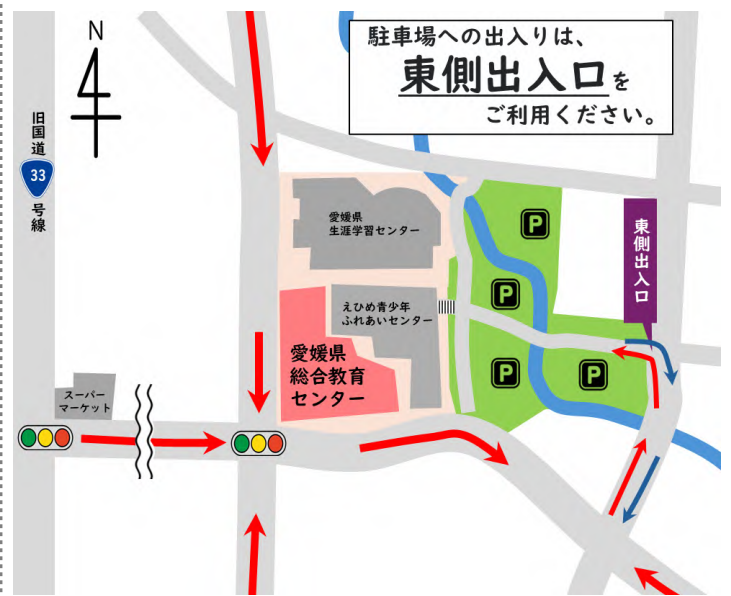 駐車場への出入りは、
東側出入口を
ご利用ください。
N
旧国道
33
号線
愛媛県
生涯学習センター
えひめ青少年
ふれあいセンター
愛媛県
総合教育
センター
スーパー
マーケット
P
P
P
P
東側出入口